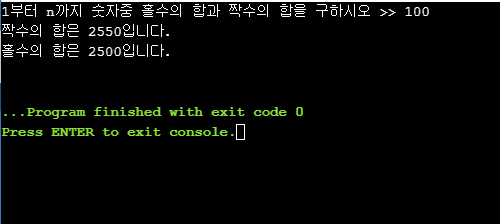 1부터 n까지 숫자중 홀수의 합과 짝수의 합을 구하시오 >> 100
짝수의 합은 2550입니다.
홀수의 합은 2500입니다.
...Program finished with exit code 0
Press ENTER to exit console.